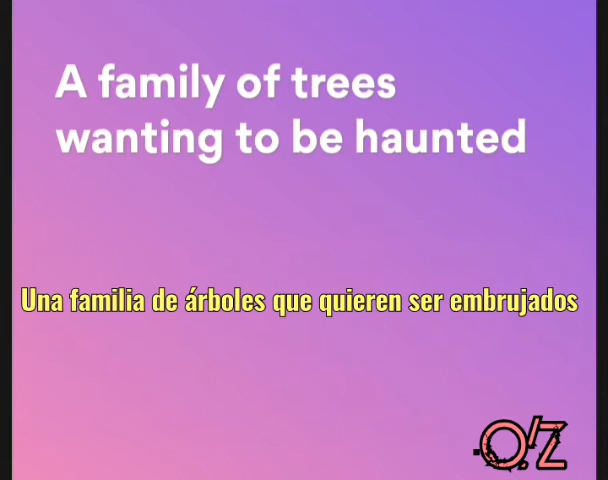 A family of trees
wanting to be haunted
Una familia de árboles que quieren ser embrujados
O'Z